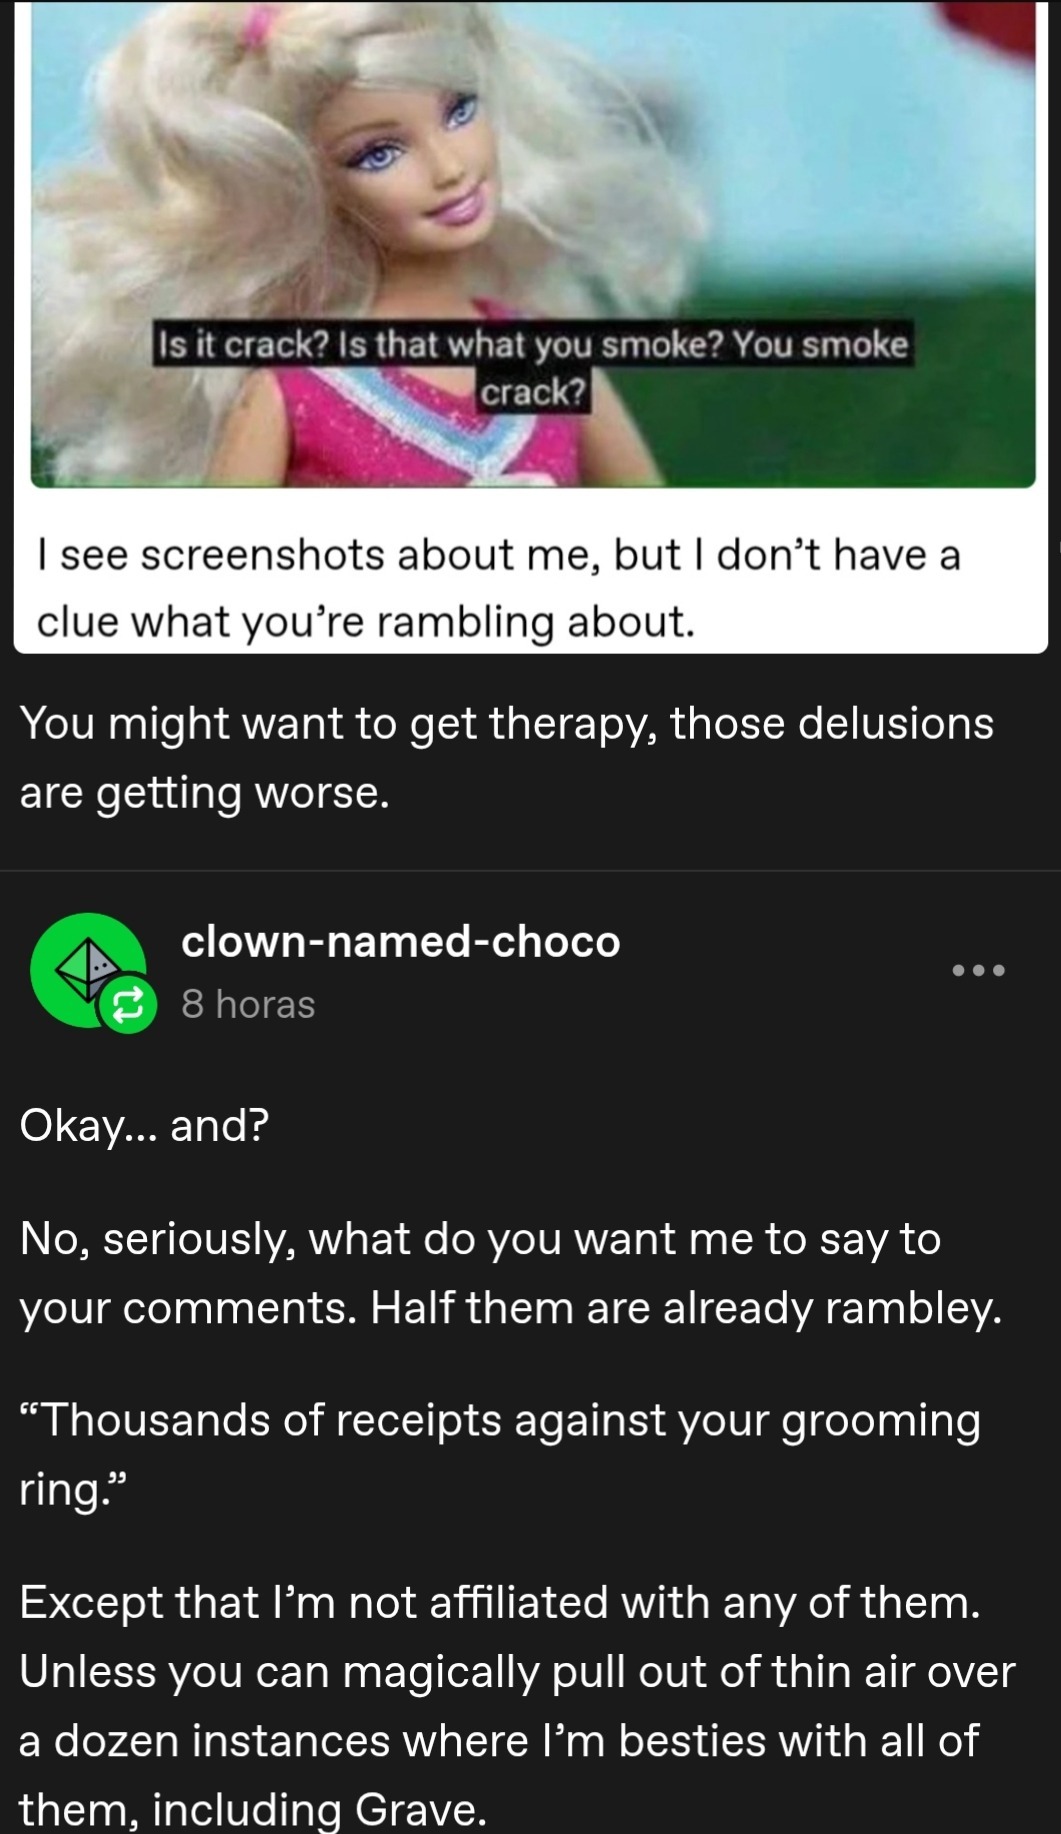 Is it crack? Is that what you smoke? You smoke
crack?
I see screenshots about me, but I don’t have a
clue what you’re rambling about.
You might want to get therapy, those delusions
are getting worse.
clown-named-choco
8 horas
Okay... and?
No, seriously, what do you want me to say to
your comments. Half them are already rambley.
“Thousands of receipts against your grooming
ring.”
Except that I’m not affiliated with any of them.
Unless you can magically pull out of thin air over
a dozen instances where I’m besties with all of
them, including Grave.